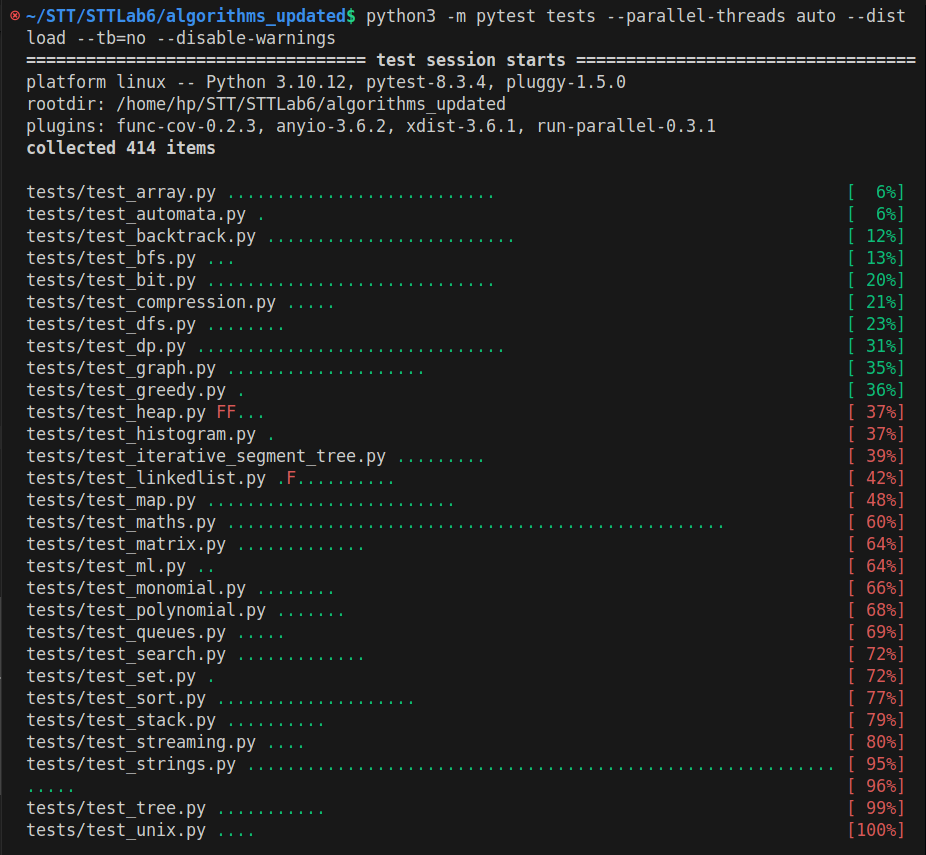 ~/STT/STTLab6/algorithms_updated$ python3 -m pytest tests --parallel-threads auto --dist
load --tb=no --disable-warnings
================================== test session starts ==================================
platform linux -- Python 3.10.12, pytest-8.3.4, pluggy-1.5.0
rootdir: /home/hp/STT/STTLab6/algorithms_updated
plugins: func-cov-0.2.3, anyio-3.6.2, xdist-3.6.1, run-parallel-0.3.1
collected 414 items
tests/test_array.py ........................... [  6%]
tests/test_automata.py . [  6%]
tests/test_backtrack.py ......................... [ 12%]
tests/test_bfs.py ... [ 13%]
tests/test_bit.py ............................. [ 20%]
tests/test_compression.py ..... [ 21%]
tests/test_dfs.py ........ [ 23%]
tests/test_dp.py ............................... [ 31%]
tests/test_graph.py .................... [ 35%]
tests/test_greedy.py . [ 36%]
tests/test_heap.py FF... [ 37%]
tests/test_histogram.py . [ 37%]
tests/test_iterative_segment_tree.py ......... [ 39%]
tests/test_linkedlist.py .F.......... [ 42%]
tests/test_map.py ......................... [ 48%]
tests/test_maths.py .................................................. [ 60%]
tests/test_matrix.py ............. [ 64%]
tests/test_ml.py .. [ 64%]
tests/test_monomial.py ........ [ 66%]
tests/test_polynomial.py ....... [ 68%]
tests/test_queues.py ..... [ 69%]
tests/test_search.py ............. [ 72%]
tests/test_set.py . [ 72%]
tests/test_sort.py .................... [ 77%]
tests/test_stack.py .......... [ 79%]
tests/test_streaming.py .... [ 80%]
tests/test_strings.py ........................................................... [ 95%]
..... [ 96%]
tests/test_tree.py ........... [ 99%]
tests/test_unix.py .... [100%]